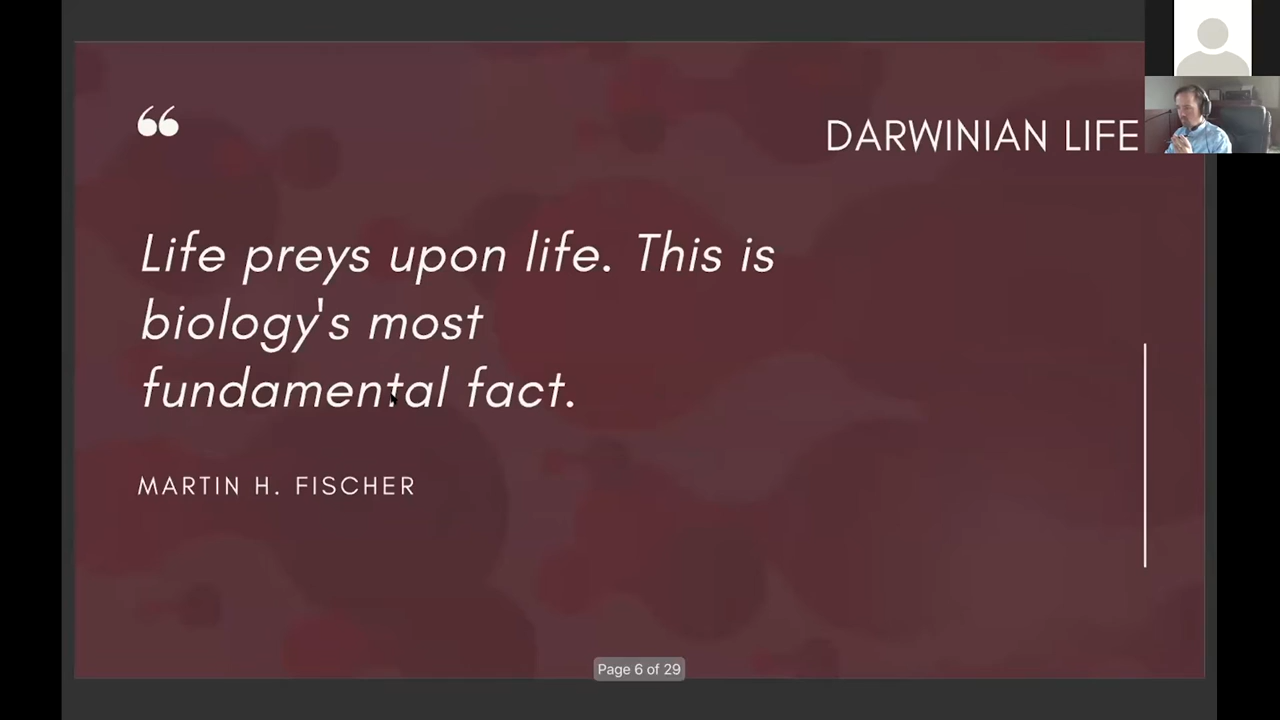 ❝
DARWINIAN LIFE
Life preys upon life. This is
biology's most
fundamental fact.
MARTIN H. FISCHER
Page 6 of 29